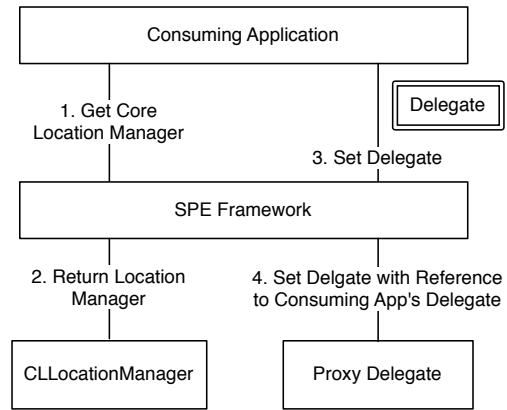 Consuming Application
1. Get Core
Location Manager
Delegate
3. Set Delegate
SPE Framework
2. Return Location
Manager
4. Set Delgate with Reference
to Consuming App's Delegate
CLLocationManager
Proxy Delegate